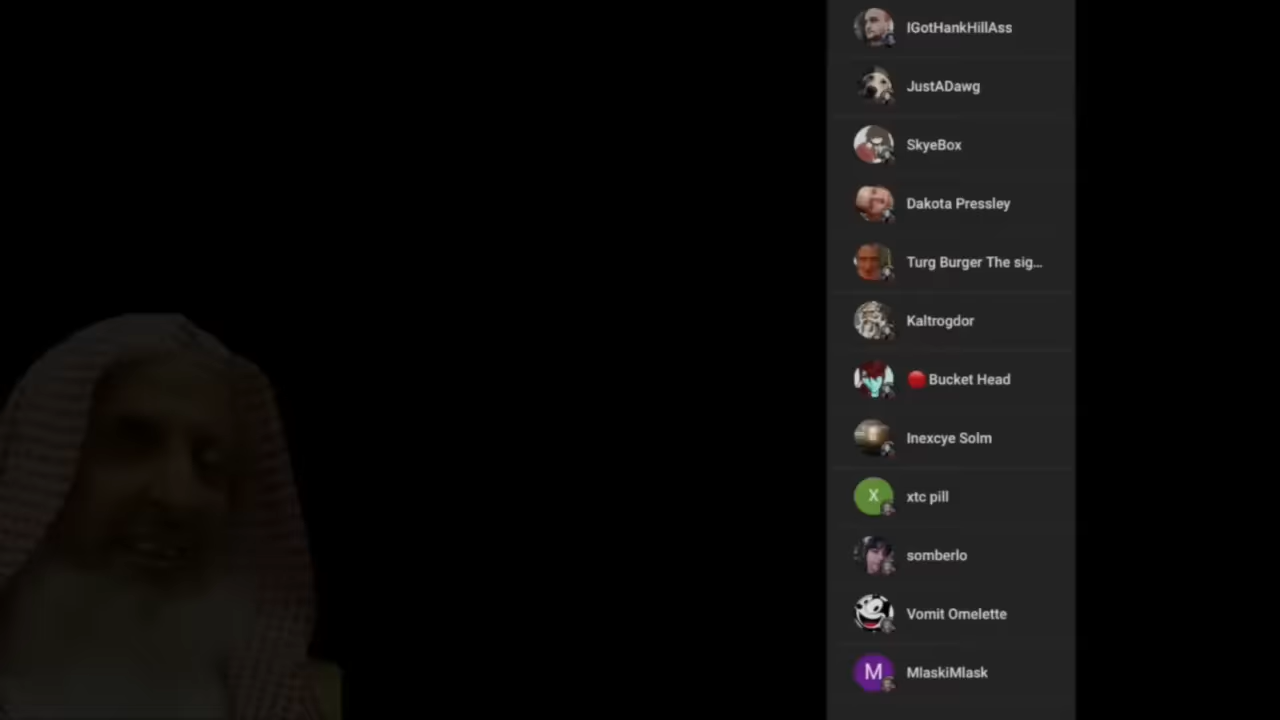 IGotHankHillAss
JustADawg
SkyeBox
Dakota Pressley
Turg Burger The sig...
Kaltrogdor
🔴Bucket Head
Inexcye Solm
X xtc pill
somberlo
Vomit Omelette
M MlaskiMlask